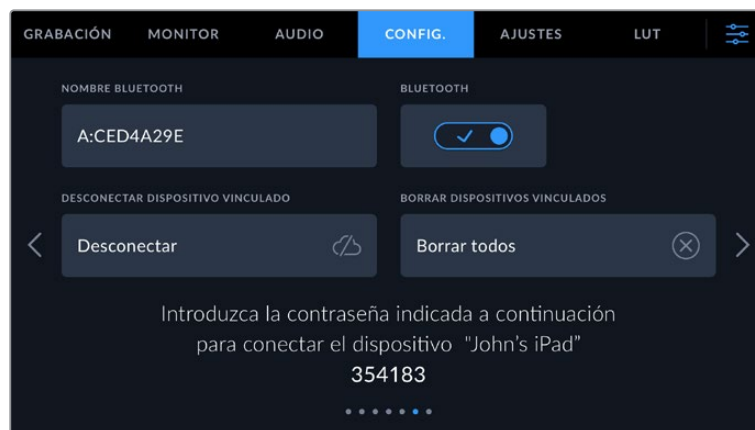 GRABACIÓN MONITOR AUDIO CONFIG. AJUSTES LUT
NOMBRE BLUETOOTH BLUETOOTH
A:CED4A29E
DESCONECTAR DISPOSITIVO VINCULADO BORRAR DISPOSITIVOS VINCULADOS
Desconectar Borrar todos
Introduzca la contraseña indicada a continuación
para conectar el dispositivo "John's iPad”
354183